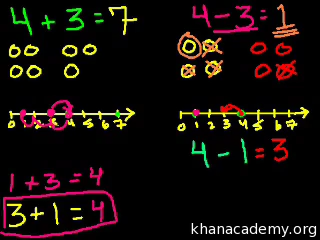 4 + 3 = 7
4 - 3 = 1
0 1 2 3 4 5 6 7
0 1 2 3 4 5 6 7
4 - 1 = 3
1 + 3 = 4
3 + 1 = 4
khanacademy.org